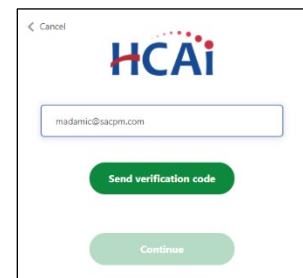 Cancel
HCAi
madamic@sacpm.com
Send verification code
Continue